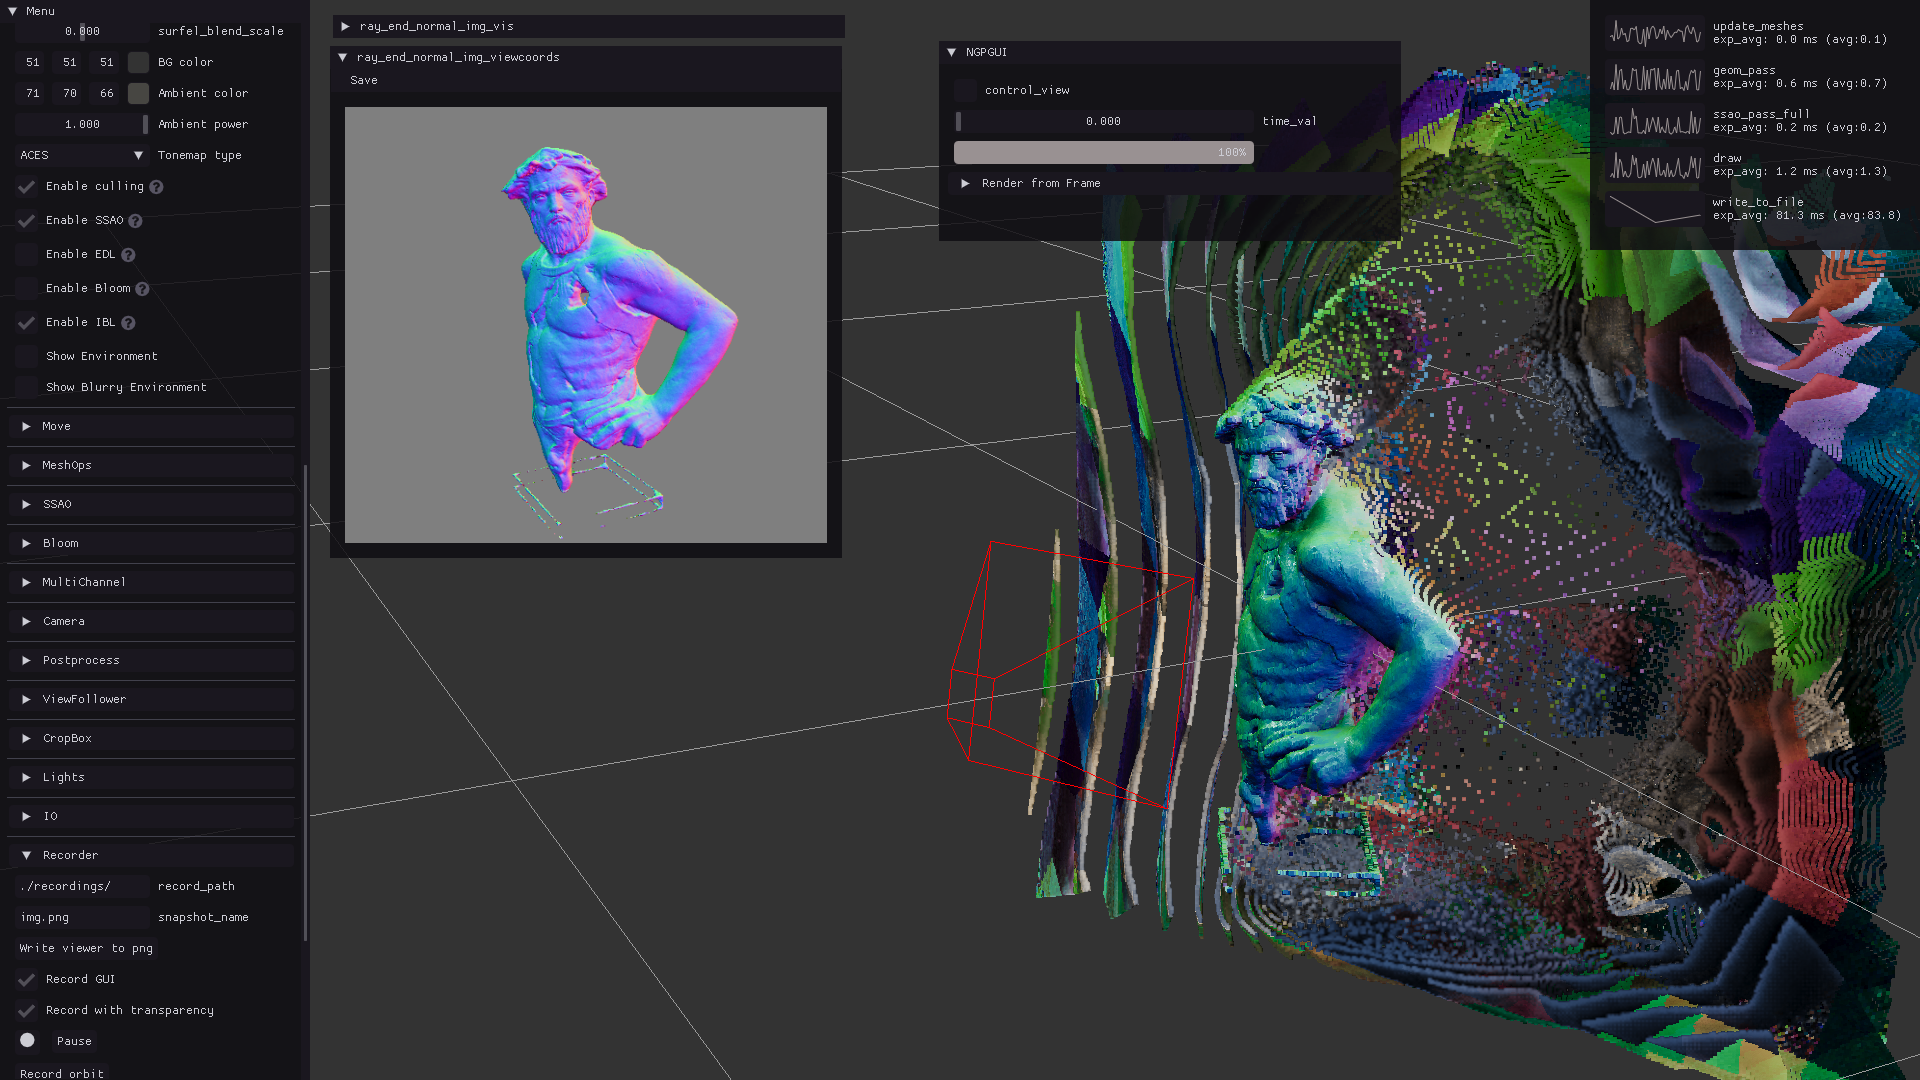 Menu
0.000 surfel_blend_scale
51 51 51 BG color
71 70 66 Ambient color
1.000 Ambient power
ACES Tonemap type
Enable culling ?
Enable SSAO ?
Enable EDL ?
Enable Bloom ?
Enable IBL ?
Show Environment
Show Blurry Environment
Move
MeshOps
SSAO
Bloom
MultiChannel
Camera
Postprocess
ViewFollower
CropBox
Lights
IO
Recorder
./recordings/ record_path
img.png snapshot_name
Write viewer to png
Record GUI
Record with transparency
Pause
Record orbit
ray_end_normal_img_vis
ray_end_normal_img_viewcoords
Save
NGPGUI
control_view
0.000 time_val
100%
Render from Frame
update_meshes
exp_avg: 0.0 ms (avg:0.1)
geom_pass
exp_avg: 0.6 ms (avg:0.7)
ssao_pass_full
exp_avg: 0.2 ms (avg:0.2)
draw
exp_avg: 1.2 ms (avg:1.3)
write_to_file
exp_avg: 81.3 ms (avg:83.8)